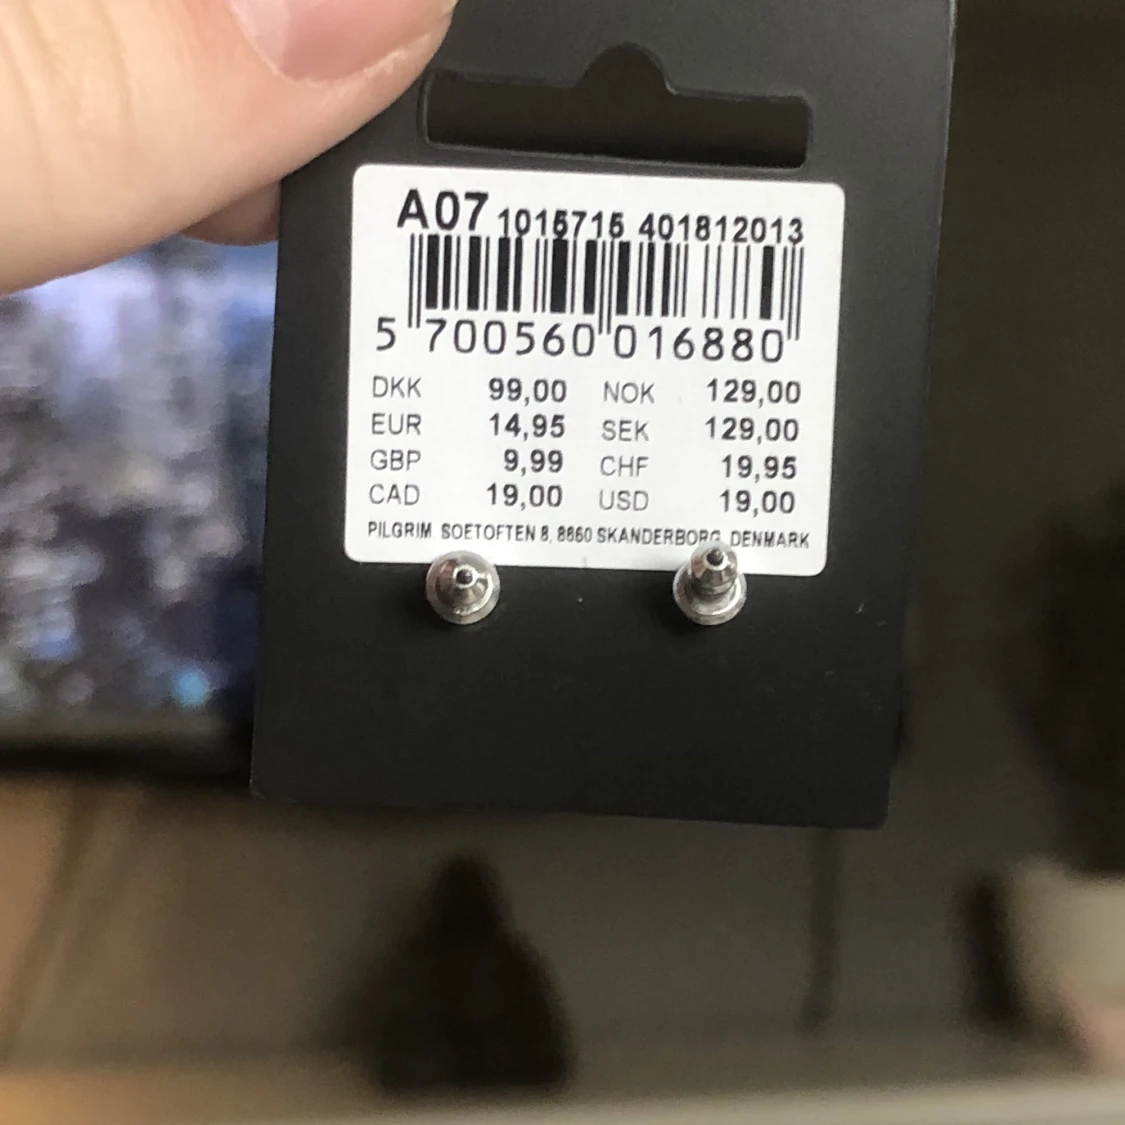 A07 1015715 401812013
5 700560 016880
DKK 99,00 NOK 129,00
EUR 14,95 SEK 129,00
GBP 9,99 CHF 19,95
CAD 19,00 USD 19,00
PILGRIM SOETOFTEN 8, 8660 SKANDERBORG, DENMARK